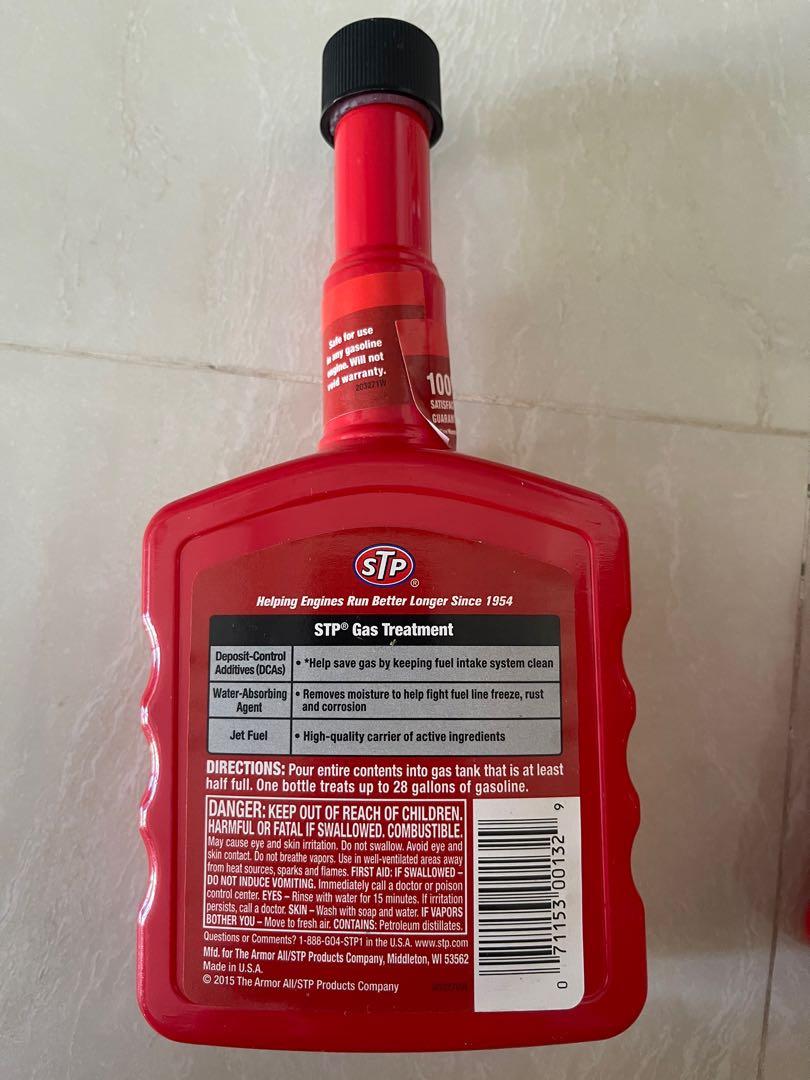 Safe for use
in any gasoline
engine. Will not
void warranty.
203271W
100
SATISFAC
GUARAN
STP
®
Helping Engines Run Better Longer Since 1954
STP® Gas Treatment
Deposit-Control
Additives (DCAs)
• *Help save gas by keeping fuel intake system clean
Water-Absorbing
Agent
• Removes moisture to help fight fuel line freeze, rust
and corrosion
Jet Fuel
• High-quality carrier of active ingredients
DIRECTIONS: Pour entire contents into gas tank that is at least
half full. One bottle treats up to 28 gallons of gasoline.
DANGER: KEEP OUT OF REACH OF CHILDREN.
HARMFUL OR FATAL IF SWALLOWED. COMBUSTIBLE.
May cause eye and skin irritation. Do not swallow. Avoid eye and
skin contact. Do not breathe vapors. Use in well-ventilated areas away
from heat sources, sparks and flames. FIRST AID: IF SWALLOWED –
DO NOT INDUCE VOMITING. Immediately call a doctor or poison
control center. EYES – Rinse with water for 15 minutes. If irritation
persists, call a doctor. SKIN – Wash with soap and water. IF VAPORS
BOTHER YOU – Move to fresh air. CONTAINS: Petroleum distillates.
Questions or Comments? 1-888-GO4-STP1 in the U.S.A. www.stp.com
Mfd. for The Armor All/STP Products Company, Middleton, WI 53562
Made in U.S.A.
© 2015 The Armor All/STP Products Company
0 71153 00132 9